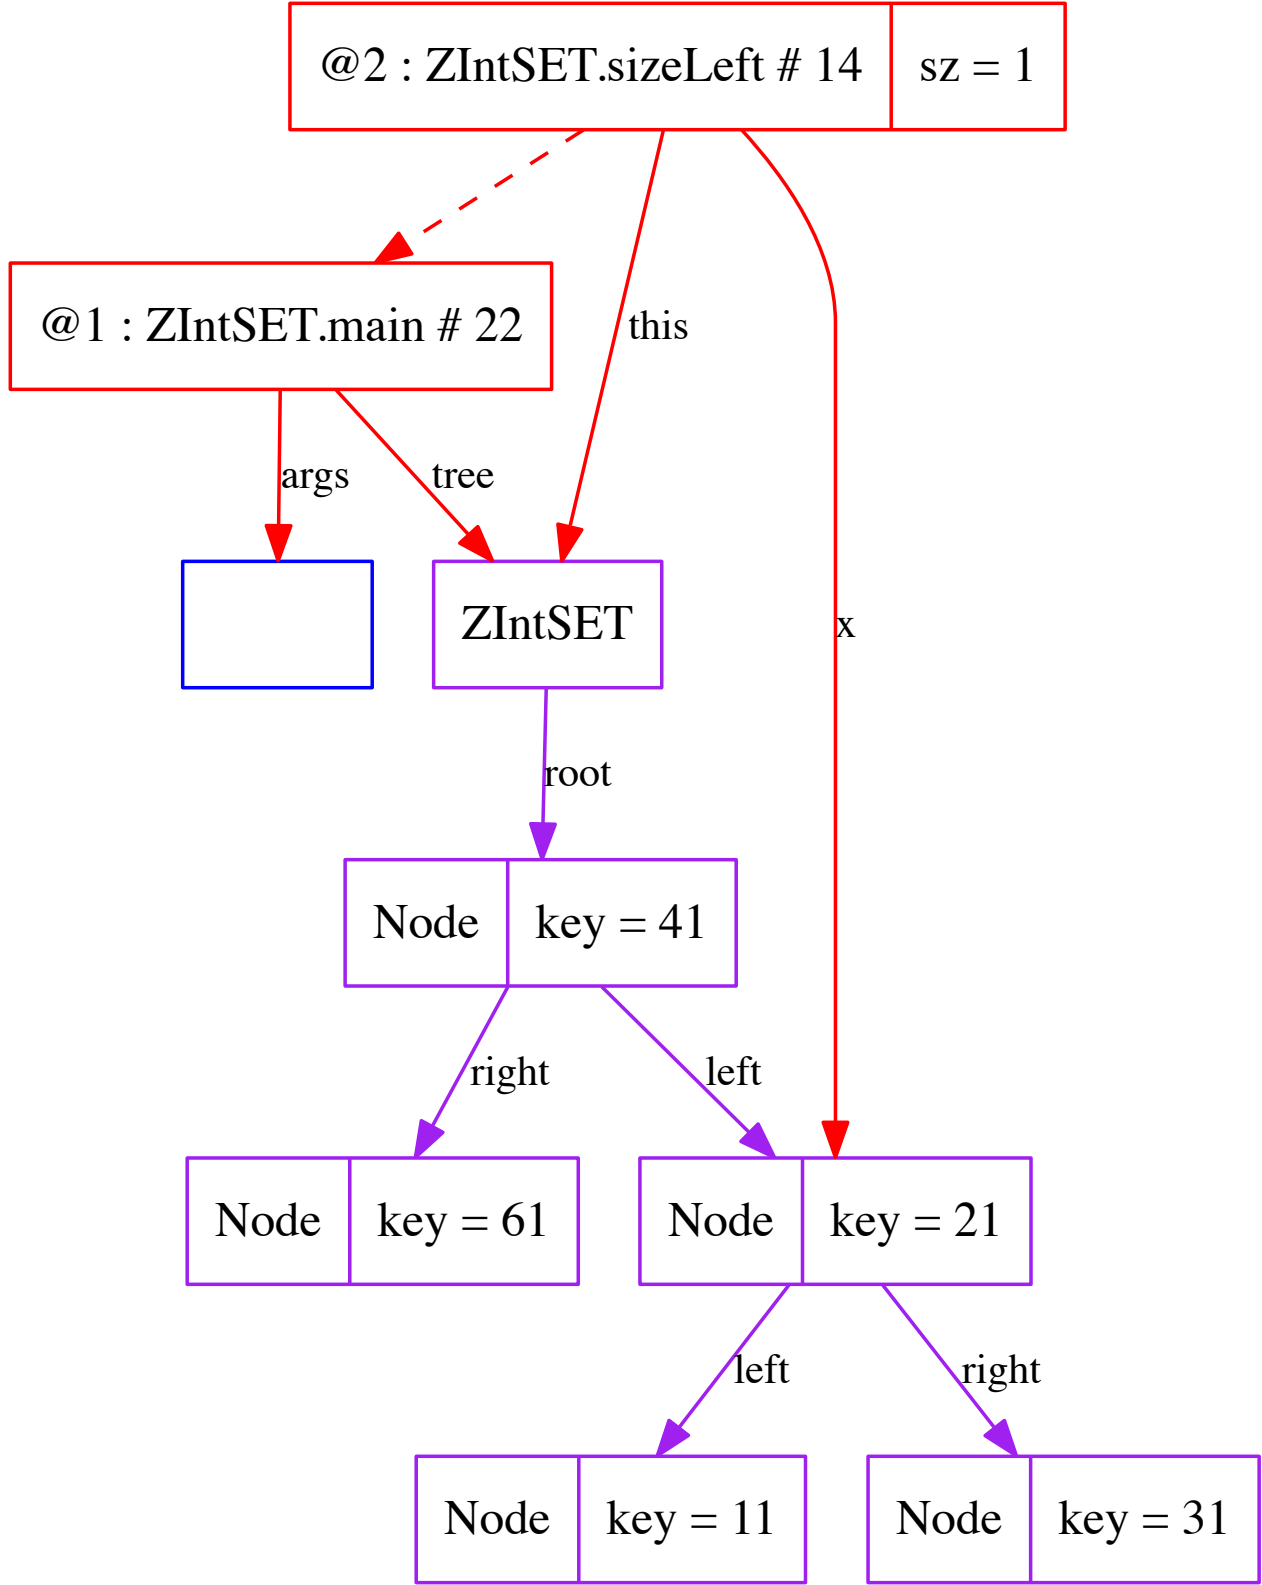 @2 : ZIntSET.sizeLeft # 14 sz = 1
@1 : ZIntSET.main # 22
this
args
tree
ZIntSET
x
root
Node key = 41
right
left
Node key = 61
Node key = 21
left
right
Node key = 11
Node key = 31